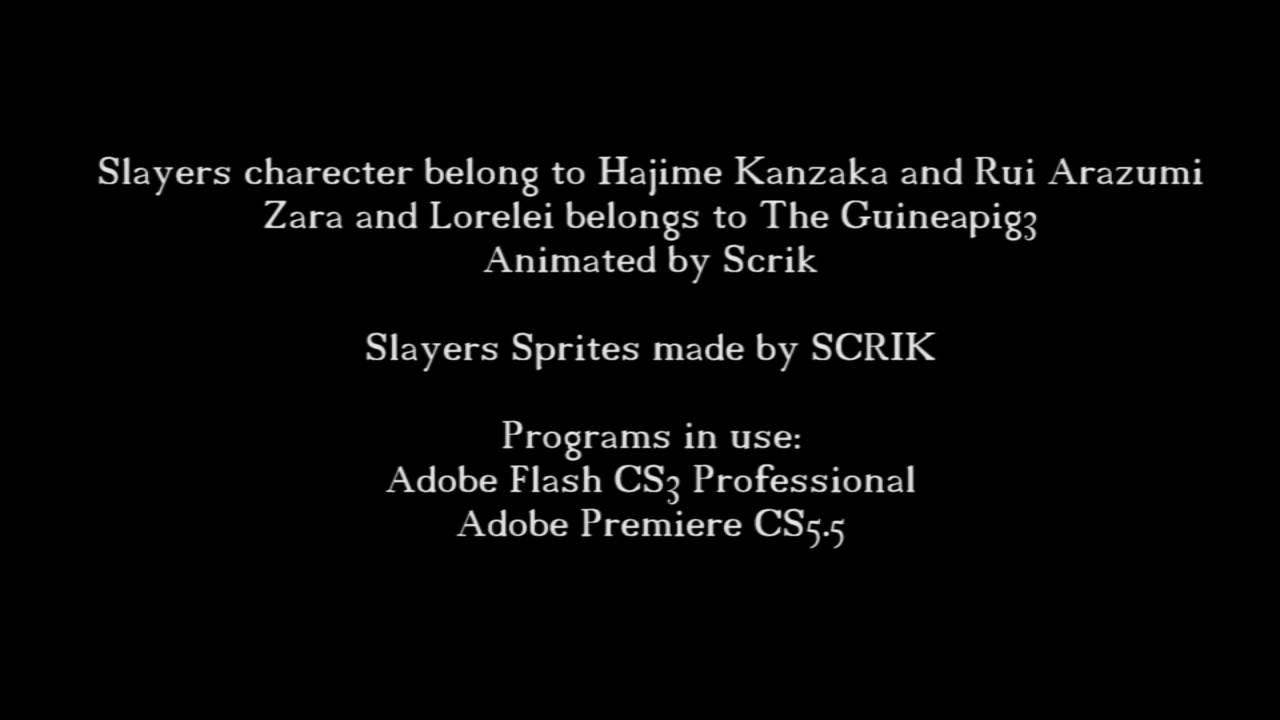 Slayers charecter belong to Hajime Kanzaka and Rui Arazumi
Zara and Lorelei belongs to The Guineapig3
Animated by Scrik
Slayers Sprites made by SCRIK
Programs in use:
Adobe Flash CS3 Professional
Adobe Premiere CS5.5